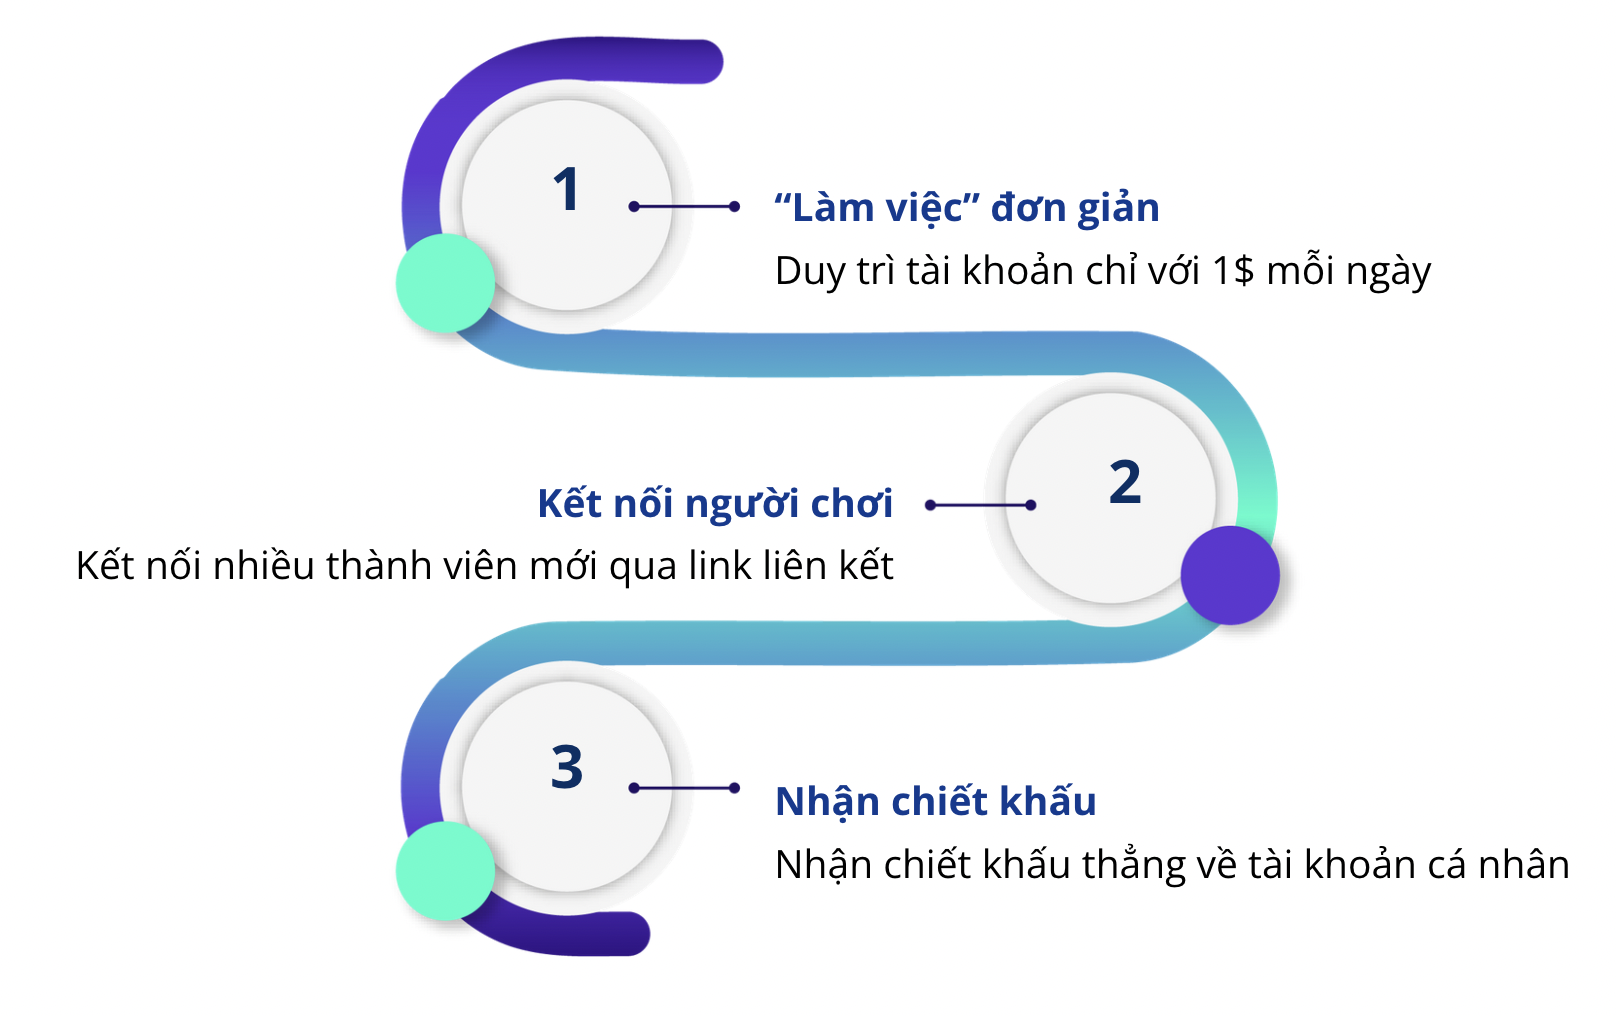 1
“Làm việc” đơn giản
Duy trì tài khoản chỉ với 1$ mỗi ngày
2
Kết nối người chơi
Kết nối nhiều thành viên mới qua link liên kết
3
Nhận chiết khấu
Nhận chiết khấu thẳng về tài khoản cá nhân